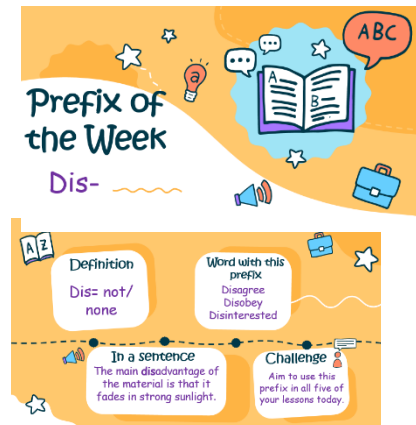 ABC
a
A
B
Prefix of
the Week
Dis-
A Z
Definition
Dis= not/
none
Word with this
prefix
Disagree
Disobey
Disinterested
In a sentence
The main disadvantage of
the material is that it
fades in strong sunlight.
Challenge
Aim to use this
prefix in all five of
your lessons today.